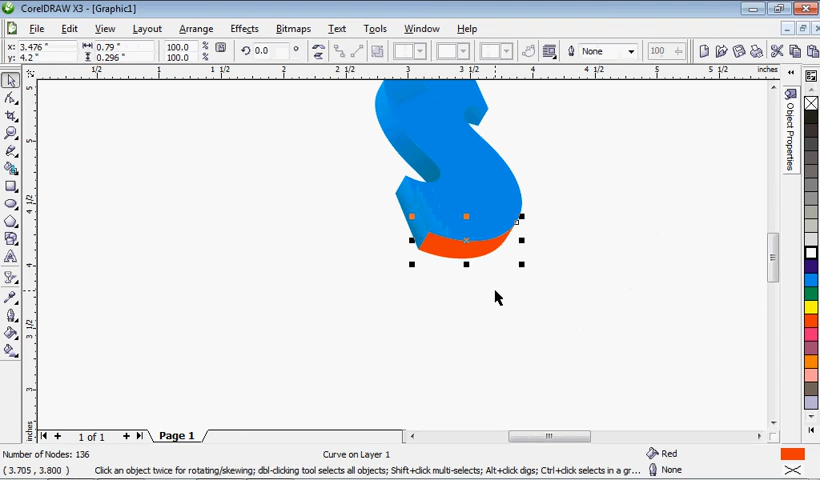 CorelDRAW X3 - [Graphic1]
File Edit View Layout Arrange Effects Bitmaps Text Tools Window Help
x: 3.476 " 0.79 " 100.0 % 0.0 ° None 100
y: 4.2 " 0.296 " 100.0 %
1/2 2 1/2 3 3 1/2 4 4 1/2 5 5 1/2 inches
5
4 1/2
4
3 1/2
3
Object Properties
1 of 1 Page 1
Number of Nodes: 136 Curve on Layer 1 Red
( 3.705 , 3.800 ) Click an object twice for rotating/skewing; dbl-clicking tool selects all objects; Shift+click multi-selects; Alt+click digs; Ctrl+click selects in a gr... None